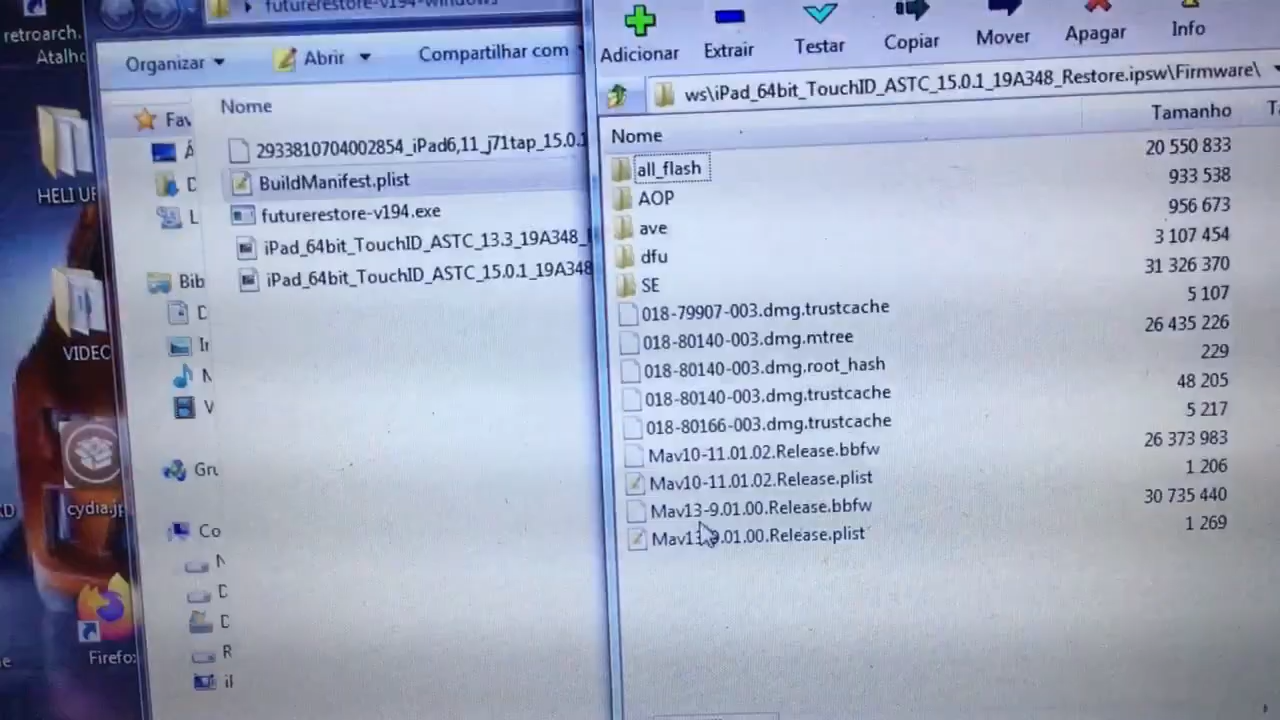 retroarch.
Atalho
HELI UF
VIDEC
cydia.jp
Firefo
futurerestore-v194-windows
Organizar
Abrir
Compartilhar com
Nome
Fav
Bib
Gru
Co
2933810704002854_iPad6,11_j71tap_15.0.1
BuildManifest.plist
futurerestore-v194.exe
iPad_64bit_TouchID_ASTC_13.3_19A348_
iPad_64bit_TouchID_ASTC_15.0.1_19A348
Adicionar
Extrair
Testar
Copiar
Mover
Apagar
Info
ws\iPad_64bit_TouchID_ASTC_15.0.1_19A348_Restore.ipsw\Firmware\
Nome
Tamanho
all_flash
20 550 833
AOP
933 538
ave
956 673
dfu
3 107 454
SE
31 326 370
018-79907-003.dmg.trustcache
5 107
018-80140-003.dmg.mtree
26 435 226
018-80140-003.dmg.root_hash
229
018-80140-003.dmg.trustcache
48 205
018-80166-003.dmg.trustcache
5 217
Mav10-11.01.02.Release.bbfw
26 373 983
Mav10-11.01.02.Release.plist
1 206
Mav13-9.01.00.Release.bbfw
30 735 440
Mav13-9.01.00.Release.plist
1 269